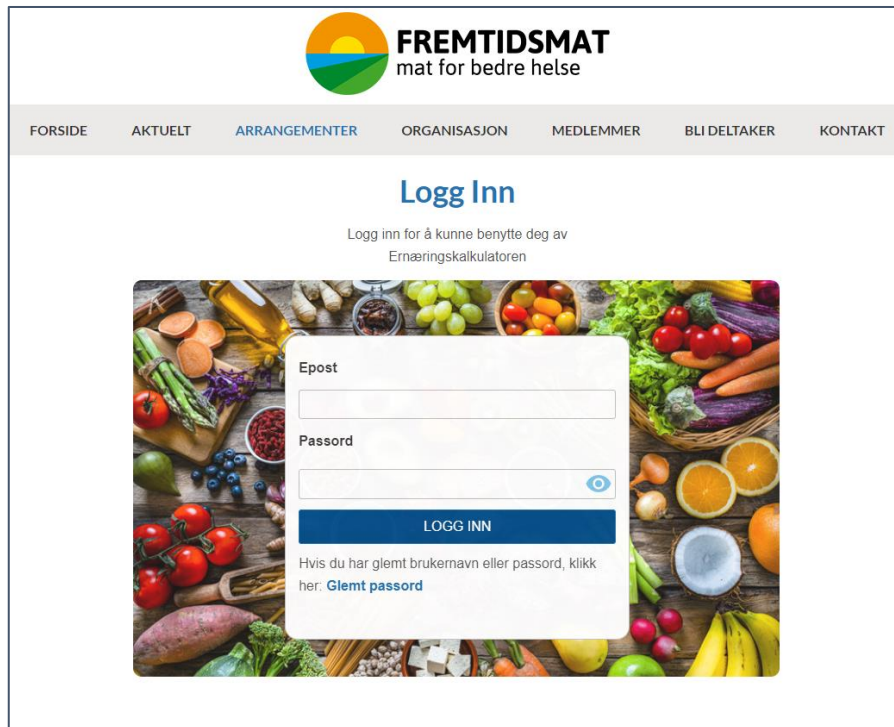 FREMTIDSMAT
mat for bedre helse
FORSIDE AKTUELT ARRANGEMENTER ORGANISASJON MEDLEMMER BLI DELTAKER KONTAKT
Logg Inn
Logg inn for å kunne benytte deg av
Ernæringskalkulatoren
Epost
Passord
LOGG INN
Hvis du har glemt brukernavn eller passord, klikk
her: Glemt passord